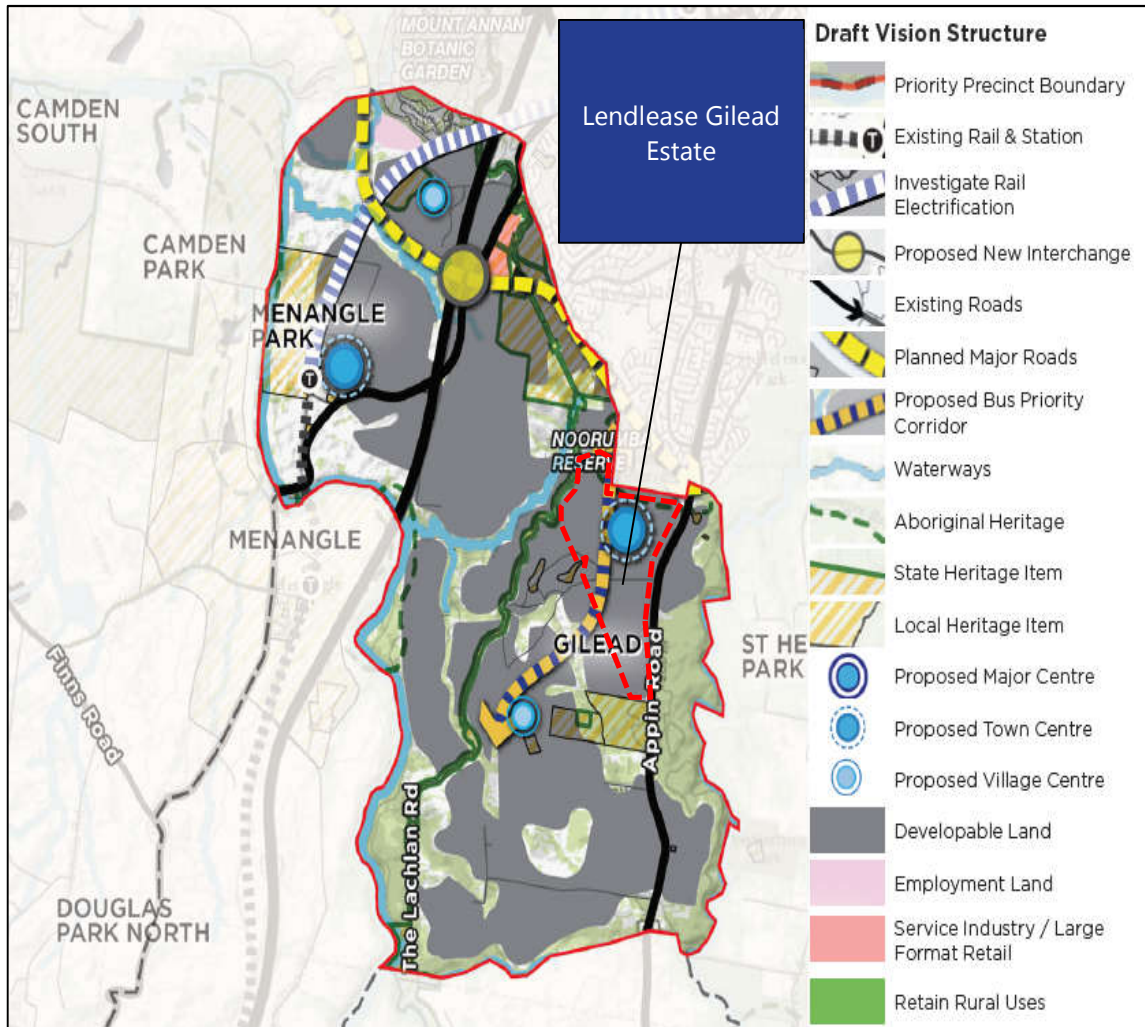 MOUNT ANNAN
BOTANIC
GARDEN
CAMDEN
SOUTH
CAMDEN
PARK
MENANGLE
PARK
T
NOORUMBA
RESERVE
MENANGLE
T
GILEAD
ST HE
PARK
Appin Road
Finns Road
The Lachlan Rd
DOUGLAS
PARK NORTH
Lendlease Gilead
Estate
Draft Vision Structure
Priority Precinct Boundary
Existing Rail & Station
T
Investigate Rail
Electrification
Proposed New Interchange
Existing Roads
Planned Major Roads
Proposed Bus Priority
Corridor
Waterways
Aboriginal Heritage
State Heritage Item
Local Heritage Item
Proposed Major Centre
Proposed Town Centre
Proposed Village Centre
Developable Land
Employment Land
Service Industry / Large
Format Retail
Retain Rural Uses